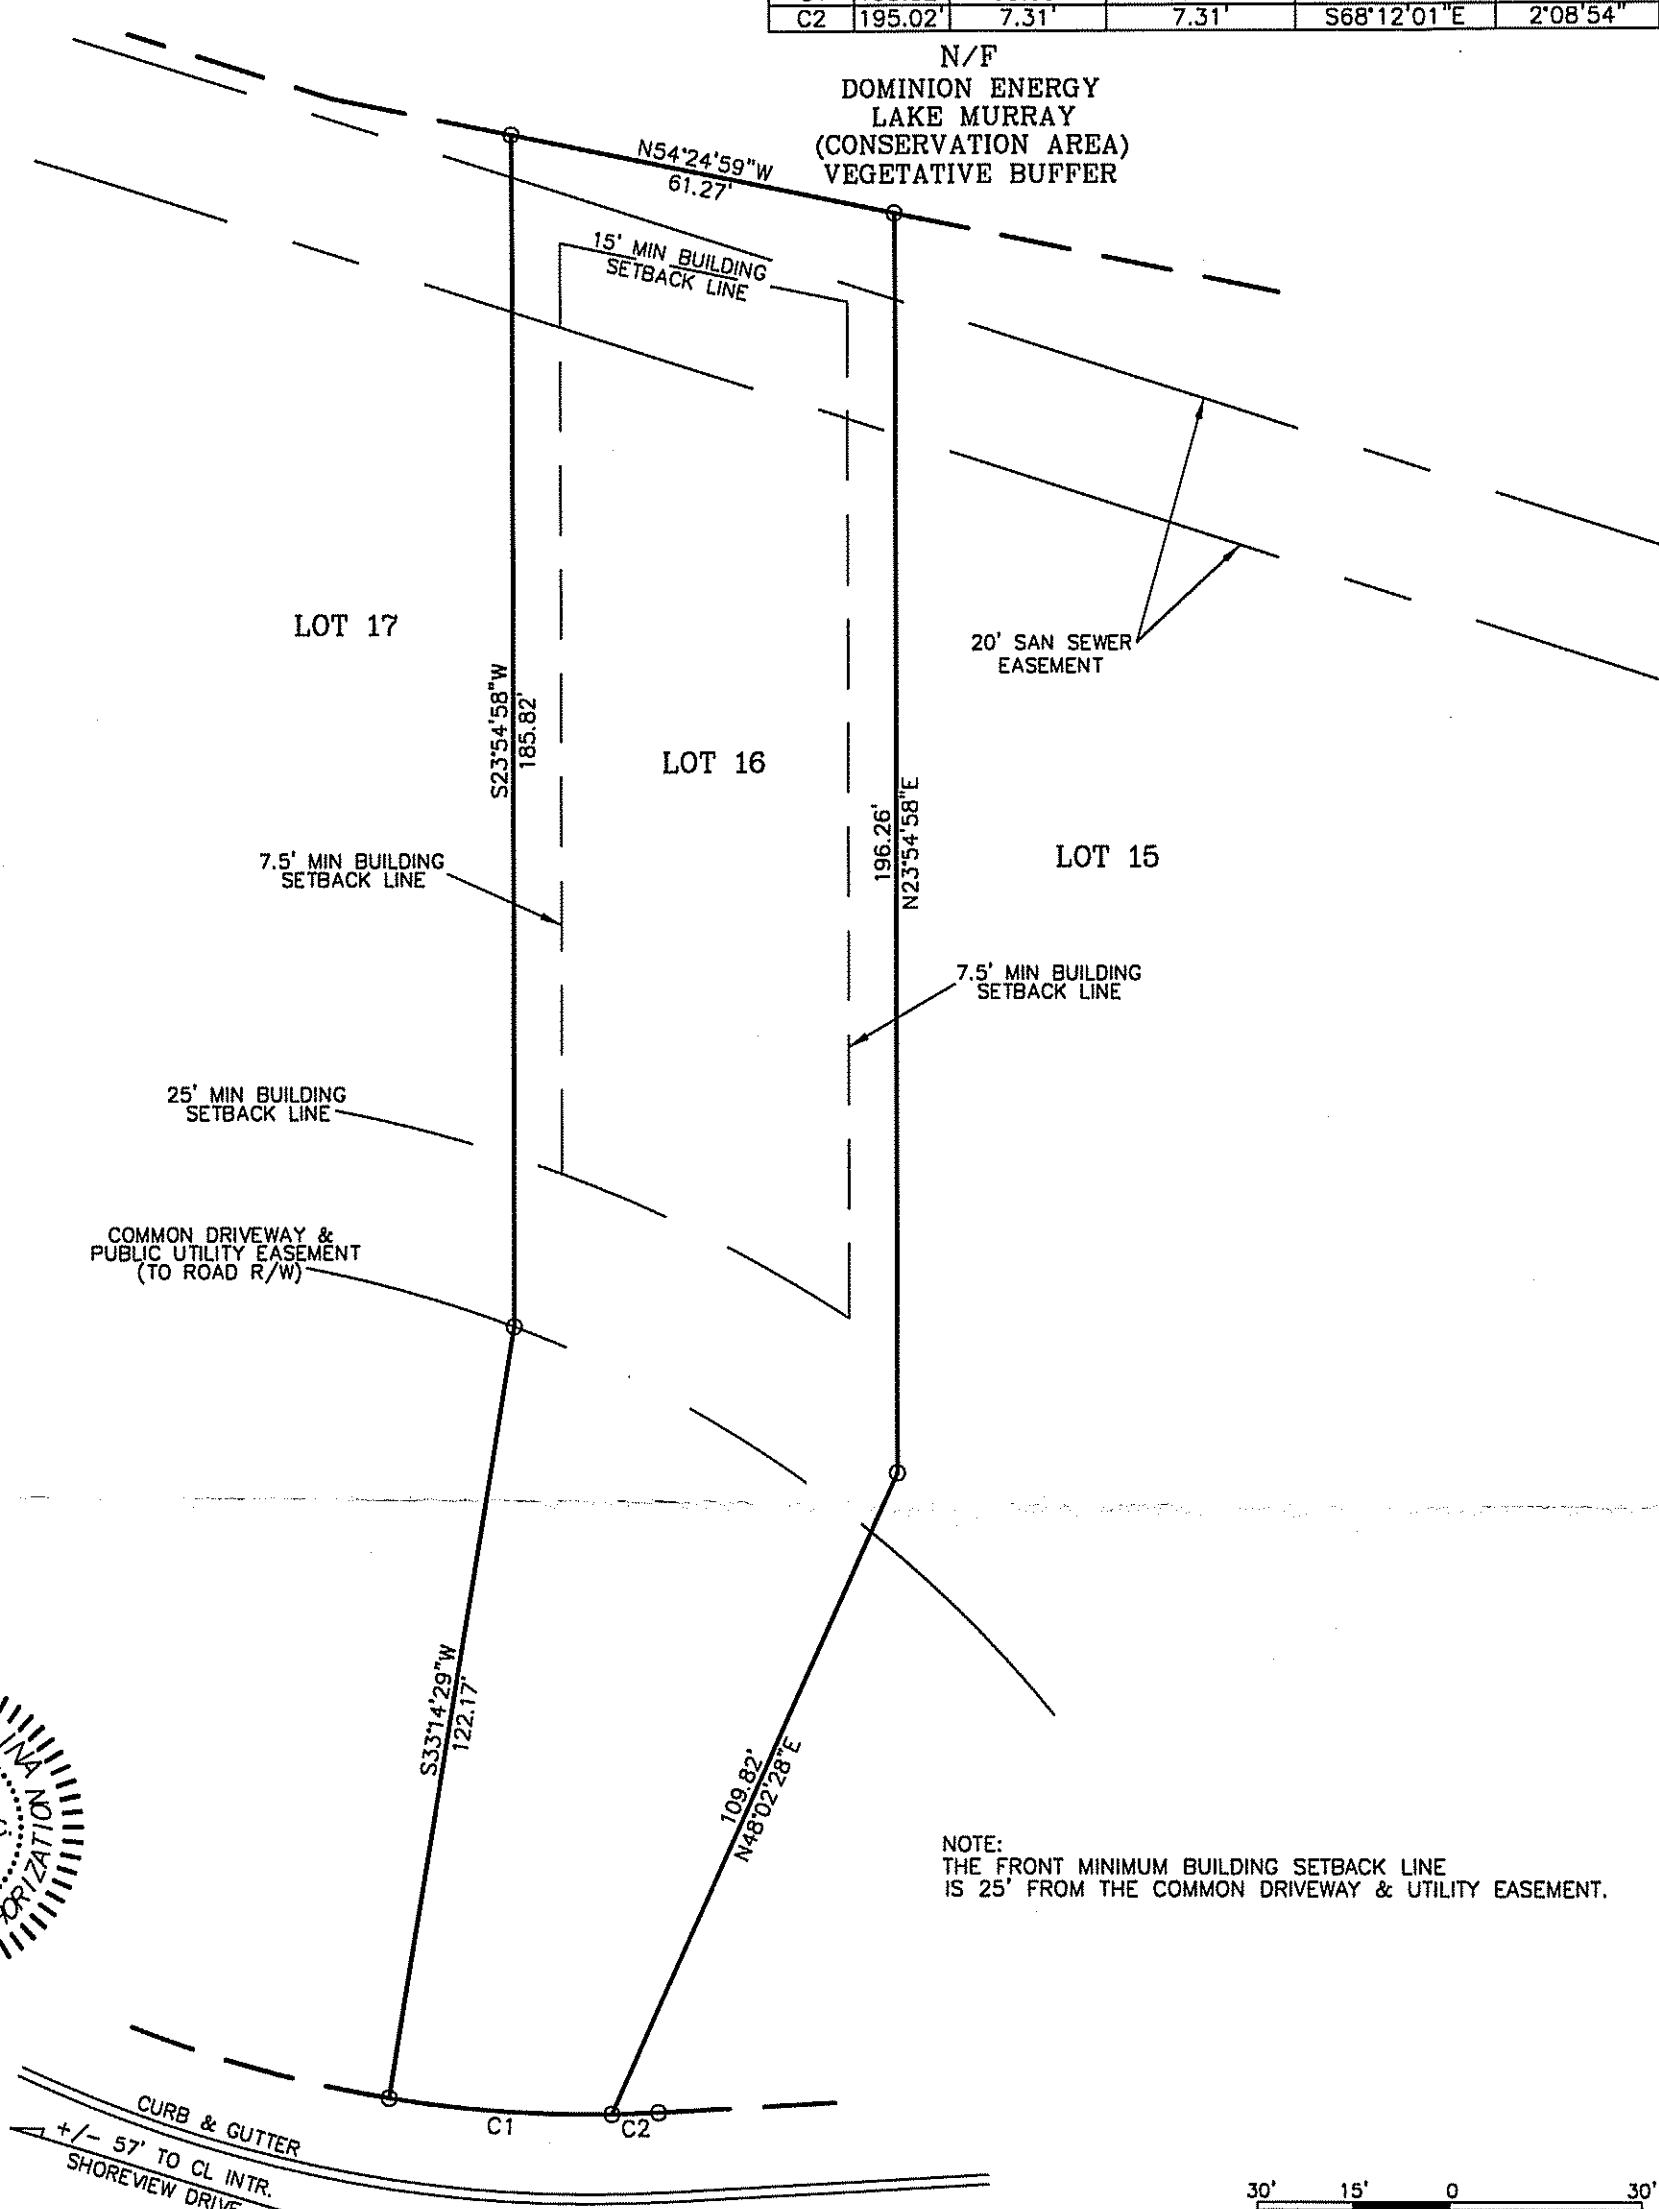 C2 195.02' 7.31' 7.31' S68°12'01"E 2°08'54"
N/F
DOMINION ENERGY
LAKE MURRAY
(CONSERVATION AREA)
VEGETATIVE BUFFER
N54°24'59"W
61.27'
15' MIN BUILDING
SETBACK LINE
20' SAN SEWER
EASEMENT
LOT 17
S23°54'58"W
185.82'
LOT 16
196.26'
N23°54'58"E
LOT 15
7.5' MIN BUILDING
SETBACK LINE
7.5' MIN BUILDING
SETBACK LINE
25' MIN BUILDING
SETBACK LINE
COMMON DRIVEWAY &
PUBLIC UTILITY EASEMENT
(TO ROAD R/W)
S33°14'29"W
122.17'
109.82'
N48°02'28"E
NOTE:
THE FRONT MINIMUM BUILDING SETBACK LINE
IS 25' FROM THE COMMON DRIVEWAY & UTILITY EASEMENT.
C1
C2
CURB & GUTTER
+/- 57' TO CL INTR.
SHOREVIEW DRIVE
30' 15' 0 30'